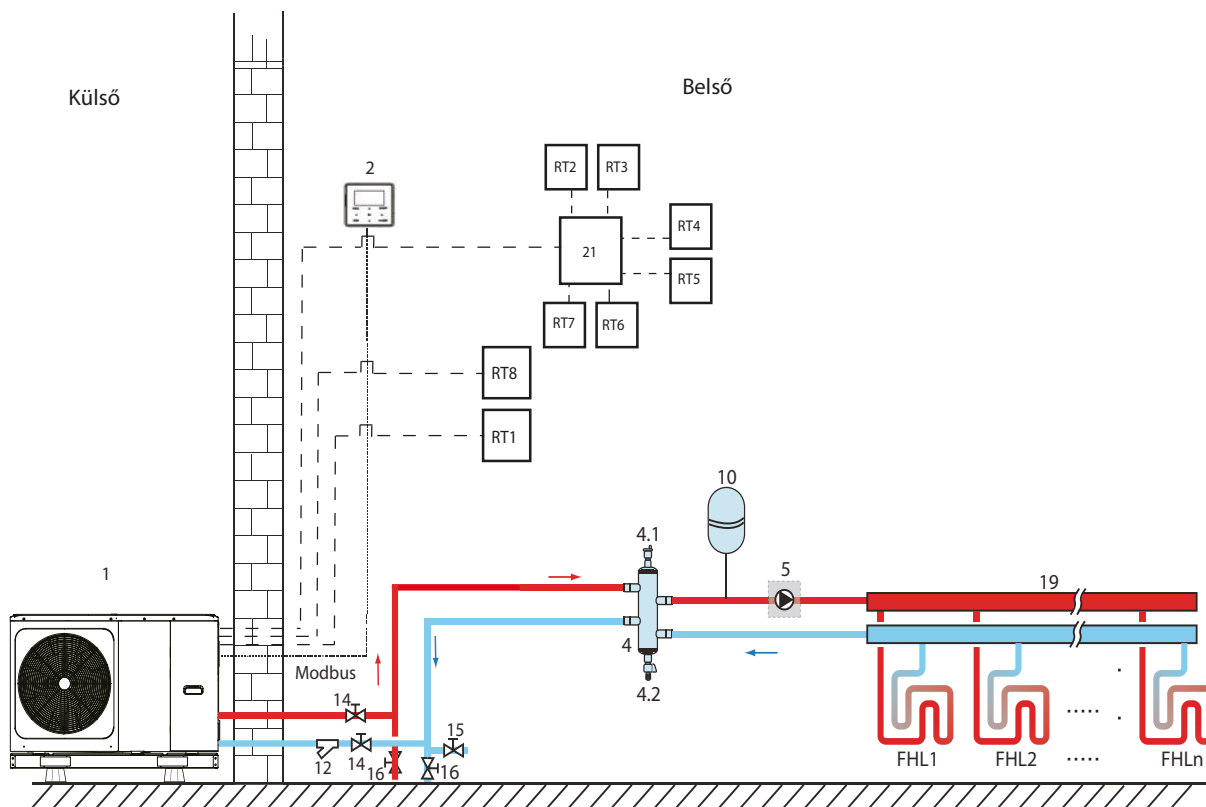 Külső
Belső
2
RT2
RT3
RT4
21
RT5
RT7
RT6
RT8
RT1
10
4.1
1
5
19
4
Modbus
4.2
14
15
12
14
16
16
FHL1
FHL2
.....
FHLn